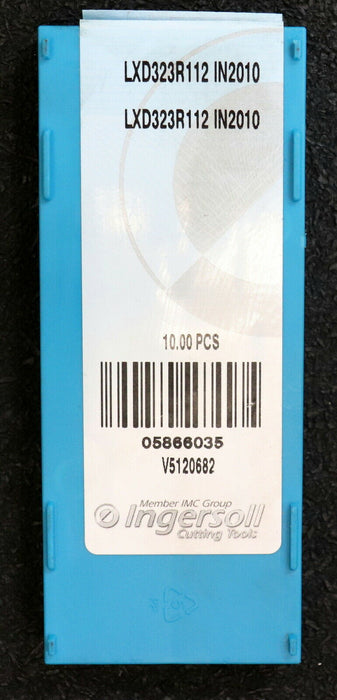 LXD323R112 IN2010
LXD323R112 IN2010
10.00 PCS
05866035
V5120682
Member IMC Group
Ingersoll
Cutting Tools